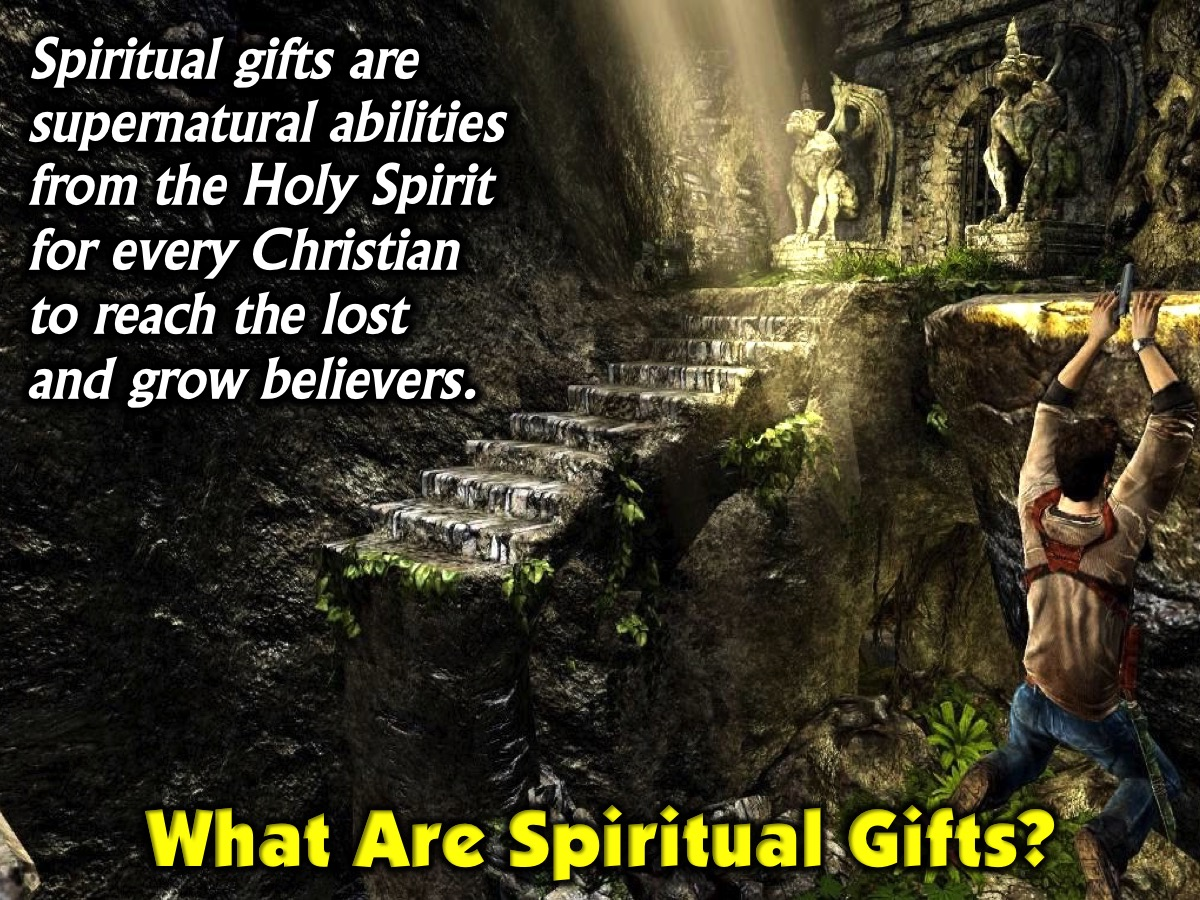 Spiritual gifts are
supernatural abilities
from the Holy Spirit
for every Christian
to reach the lost
and grow believers.
What Are Spiritual Gifts?